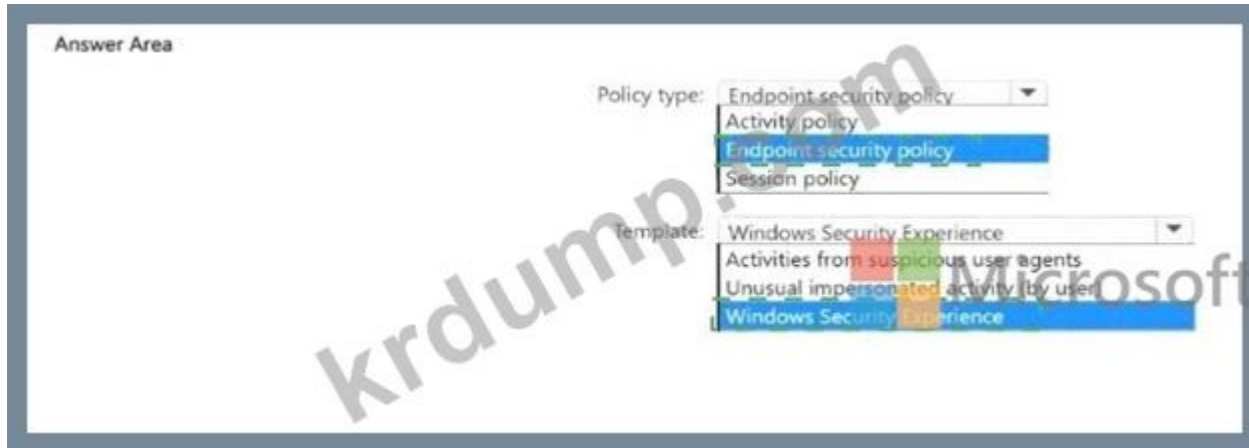 Answer Area
Policy type: Endpoint security policy
Activity policy
Endpoint security policy
Session policy
Template: Windows Security Experience
Activities from suspicious user agents
Unusual impersonated activity (by user)
Windows Security Experience
krdump.com
Microsoft